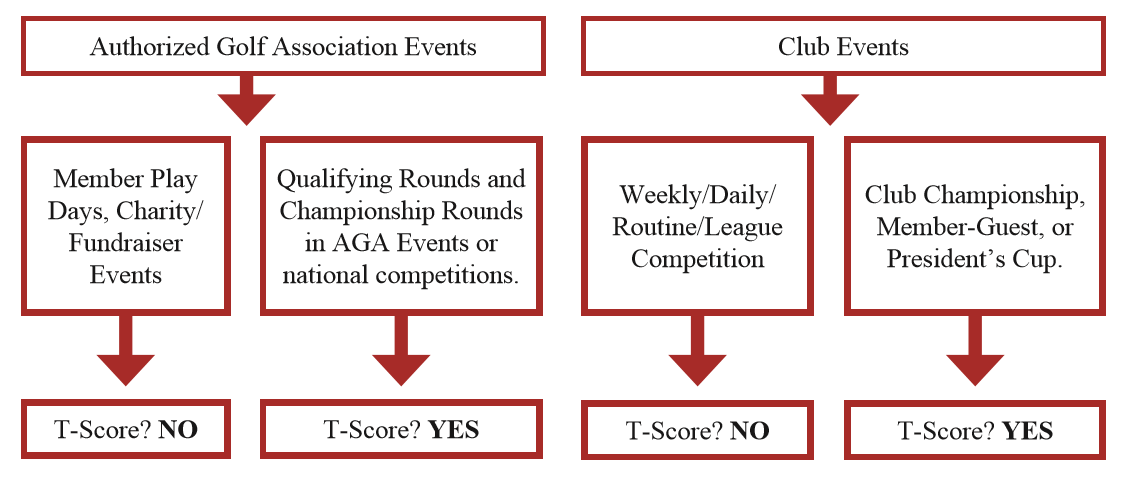 Authorized Golf Association Events
Member Play
Days, Charity/
Fundraiser
Events
Qualifying Rounds and
Championship Rounds
in AGA Events or
national competitions.
T-Score? NO
T-Score? YES
Club Events
Weekly/Daily/
Routine/League
Competition
Club Championship,
Member-Guest, or
President’s Cup.
T-Score? NO
T-Score? YES